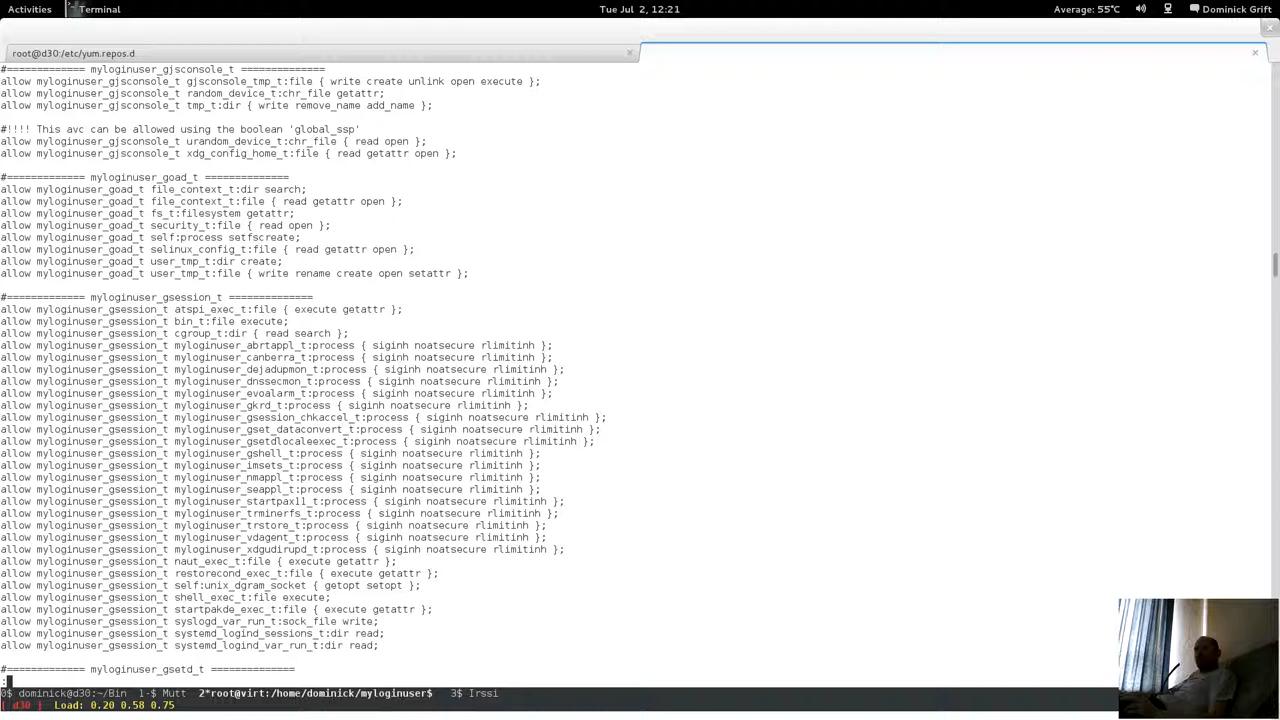 Activities Terminal Tue Jul 2, 12:21 Average: 55°C Dominick Grift
root@d30:/etc/yum.repos.d
#============= myloginuser_gjsconsole_t ==============
allow myloginuser_gjsconsole_t gjsconsole_tmp_t:file { write create unlink open execute };
allow myloginuser_gjsconsole_t random_device_t:chr_file getattr;
allow myloginuser_gjsconsole_t tmp_t:dir { write remove_name add_name };
#!!!! This avc can be allowed using the boolean 'global_ssp'
allow myloginuser_gjsconsole_t urandom_device_t:chr_file { read open };
allow myloginuser_gjsconsole_t xdg_config_home_t:file { read getattr open };
#============= myloginuser_goad_t ==============
allow myloginuser_goad_t file_context_t:dir search;
allow myloginuser_goad_t file_context_t:file { read getattr open };
allow myloginuser_goad_t fs_t:filesystem getattr;
allow myloginuser_goad_t security_t:file { read open };
allow myloginuser_goad_t self:process setfscreate;
allow myloginuser_goad_t selinux_config_t:file { read getattr open };
allow myloginuser_goad_t user_tmp_t:dir create;
allow myloginuser_goad_t user_tmp_t:file { write rename create open setattr };
#============= myloginuser_gsession_t ==============
allow myloginuser_gsession_t atspi_exec_t:file { execute getattr };
allow myloginuser_gsession_t bin_t:file execute;
allow myloginuser_gsession_t cgroup_t:dir { read search };
allow myloginuser_gsession_t myloginuser_abrtappl_t:process { siginh noatsecure rlimitinh };
allow myloginuser_gsession_t myloginuser_canberra_t:process { siginh noatsecure rlimitinh };
allow myloginuser_gsession_t myloginuser_dejadupmon_t:process { siginh noatsecure rlimitinh };
allow myloginuser_gsession_t myloginuser_dnssecmon_t:process { siginh noatsecure rlimitinh };
allow myloginuser_gsession_t myloginuser_evoalarm_t:process { siginh noatsecure rlimitinh };
allow myloginuser_gsession_t myloginuser_gkrd_t:process { siginh noatsecure rlimitinh };
allow myloginuser_gsession_t myloginuser_gsession_chkaccel_t:process { siginh noatsecure rlimitinh };
allow myloginuser_gsession_t myloginuser_gset_dataconvert_t:process { siginh noatsecure rlimitinh };
allow myloginuser_gsession_t myloginuser_gsetdlocaleexec_t:process { siginh noatsecure rlimitinh };
allow myloginuser_gsession_t myloginuser_gshell_t:process { siginh noatsecure rlimitinh };
allow myloginuser_gsession_t myloginuser_imsets_t:process { siginh noatsecure rlimitinh };
allow myloginuser_gsession_t myloginuser_nmappl_t:process { siginh noatsecure rlimitinh };
allow myloginuser_gsession_t myloginuser_seappl_t:process { siginh noatsecure rlimitinh };
allow myloginuser_gsession_t myloginuser_startpax11_t:process { siginh noatsecure rlimitinh };
allow myloginuser_gsession_t myloginuser_trminerfs_t:process { siginh noatsecure rlimitinh };
allow myloginuser_gsession_t myloginuser_trstore_t:process { siginh noatsecure rlimitinh };
allow myloginuser_gsession_t myloginuser_vdagent_t:process { siginh noatsecure rlimitinh };
allow myloginuser_gsession_t myloginuser_xdgudirupd_t:process { siginh noatsecure rlimitinh };
allow myloginuser_gsession_t naut_exec_t:file { execute getattr };
allow myloginuser_gsession_t restorecond_exec_t:file { execute getattr };
allow myloginuser_gsession_t self:unix_dgram_socket { getopt setopt };
allow myloginuser_gsession_t shell_exec_t:file execute;
allow myloginuser_gsession_t startpakde_exec_t:file { execute getattr };
allow myloginuser_gsession_t syslogd_var_run_t:sock_file write;
allow myloginuser_gsession_t systemd_logind_sessions_t:dir read;
allow myloginuser_gsession_t systemd_logind_var_run_t:dir read;
#============= myloginuser_gsetd_t ==============
:
0$ dominick@d30:~/Bin 1-$ Mutt 2*root@virt:/home/dominick/myloginuser$ 3$ Irssi
[ d30 ] Load: 0.20 0.58 0.75